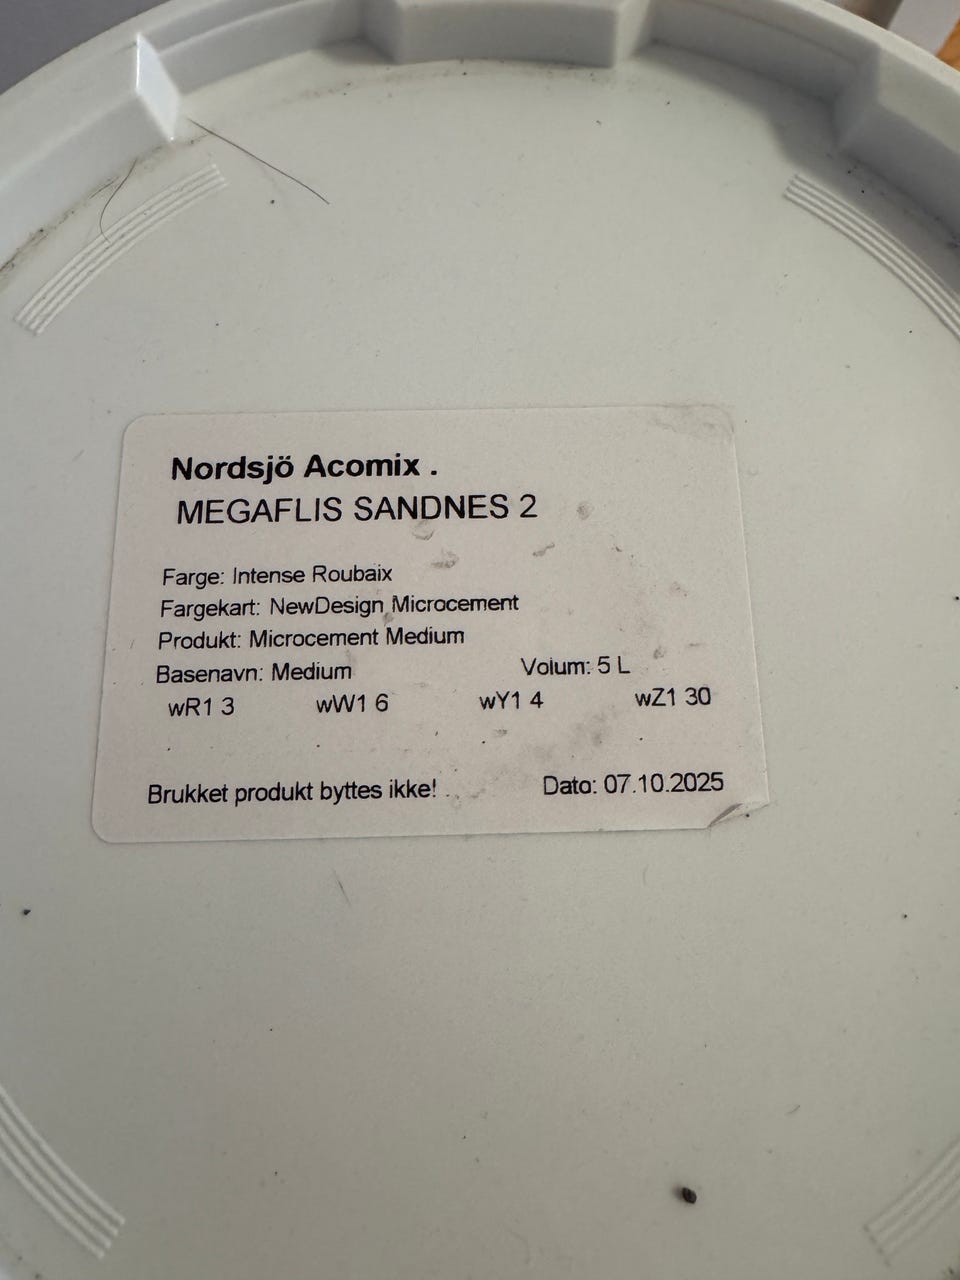 Nordsjö Acomix .
MEGAFLIS SANDNES 2
Farge: Intense Roubaix
Fargekart: NewDesign Microcement
Produkt: Microcement Medium
Basenavn: Medium Volum: 5 L
wR1 3 wW1 6 wY1 4 wZ1 30
Brukket produkt byttes ikke! Dato: 07.10.2025